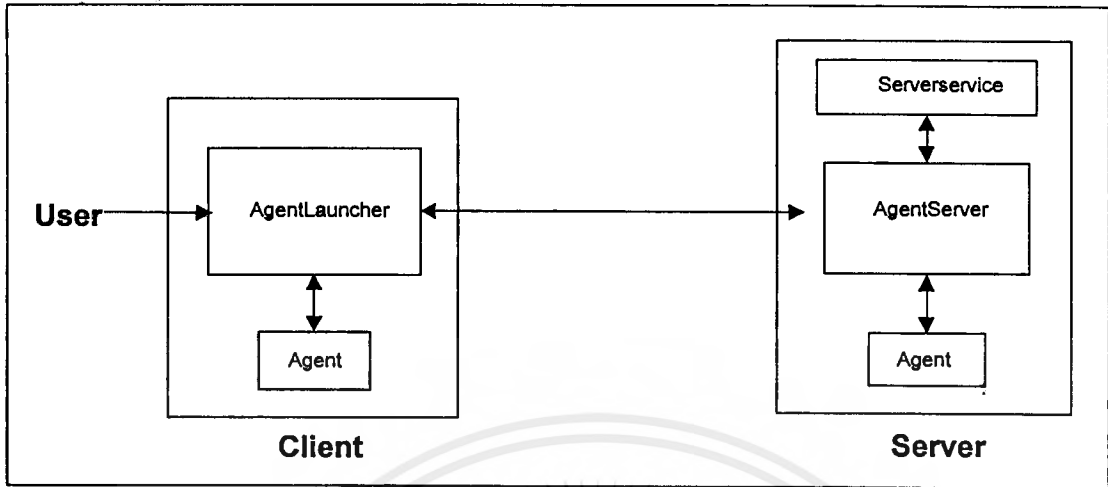 Serverservice
User
AgentLauncher
AgentServer
Agent
Agent
Client
Server